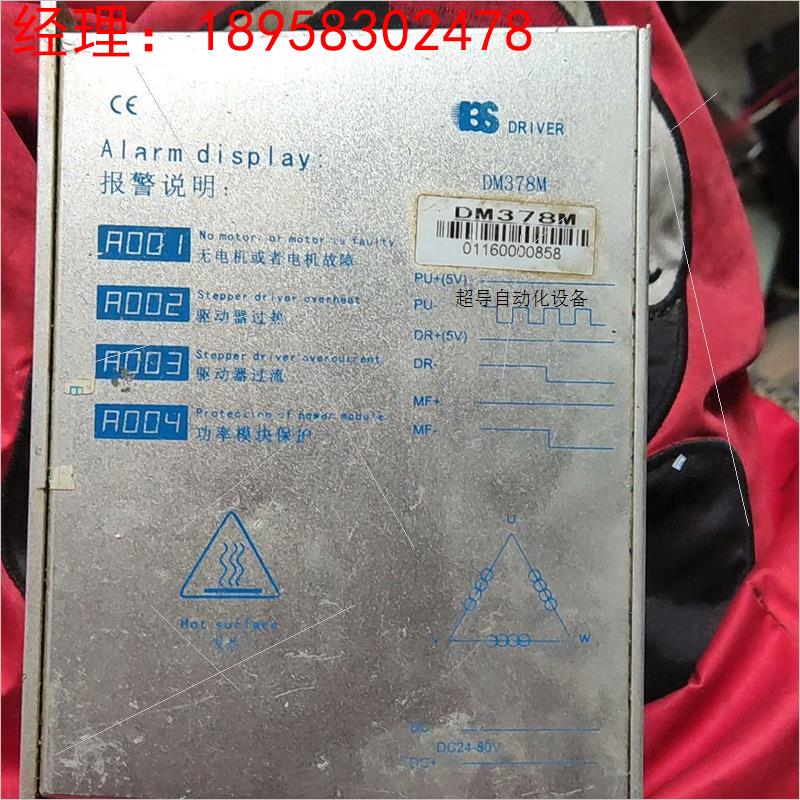 经理：18958302478
CE
BS DRIVER
Alarm display:
报警说明:
DM378M
DM378M
01160000858
A001
No motor, or motor is faulty
无电机或者电机故障
A002
Stepper driver overheat
驱动器过热
A003
Stepper driver overcurrent
驱动器过流
A004
Protection of power module
功率模块保护
PU+(5V)
超导自动化设备
PU-
DR+(5V)
DR-
MF+
MF-
Hot surface
U
V
W
DC-
DC24-80V
DC+